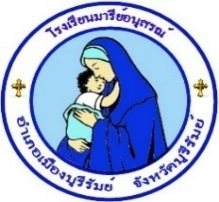 โรงเรียนมารีย์อนุสรณ์
อำเภอเมืองบุรีรัมย์ จังหวัดบุรีรัมย์